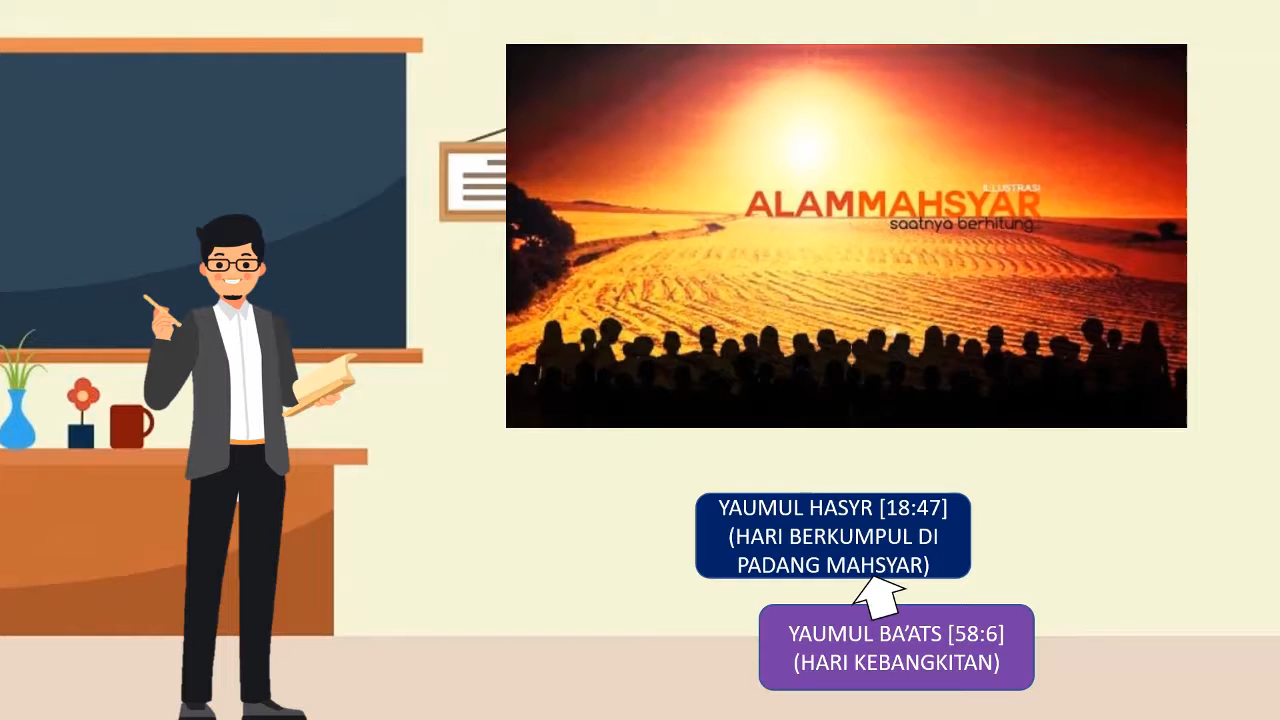 ILLUSTRASI
ALAMMAHSYAR
saatnya berhitung...
YAUMUL HASYR [18:47]
(HARI BERKUMPUL DI
PADANG MAHSYAR)
YAUMUL BA’ATS [58:6]
(HARI KEBANGKITAN)